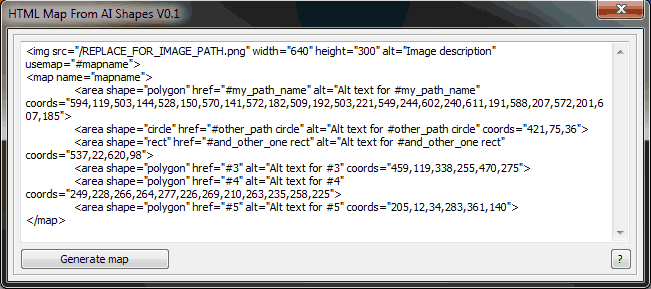 HTML Map From AI Shapes V0.1
<img src="/REPLACE_FOR_IMAGE_PATH.png" width="640" height="300" alt="Image description"
usemap="#mapname">
<map name="mapname">
<area shape="polygon" href="#my_path_name" alt="Alt text for #my_path_name"
coords="594,119,503,144,528,150,570,141,572,182,509,192,503,221,549,244,602,240,611,191,588,207,572,201,6
07,185">
<area shape="circle" href="#other_path circle" alt="Alt text for #other_path circle" coords="421,75,36">
<area shape="rect" href="#and_other_one rect" alt="Alt text for #and_other_one rect"
coords="537,22,620,98">
<area shape="polygon" href="#3" alt="Alt text for #3" coords="459,119,338,255,470,275">
<area shape="polygon" href="#4" alt="Alt text for #4"
coords="249,228,266,264,277,226,269,210,263,235,258,225">
<area shape="polygon" href="#5" alt="Alt text for #5" coords="205,12,34,283,361,140">
</map>
Generate map
?